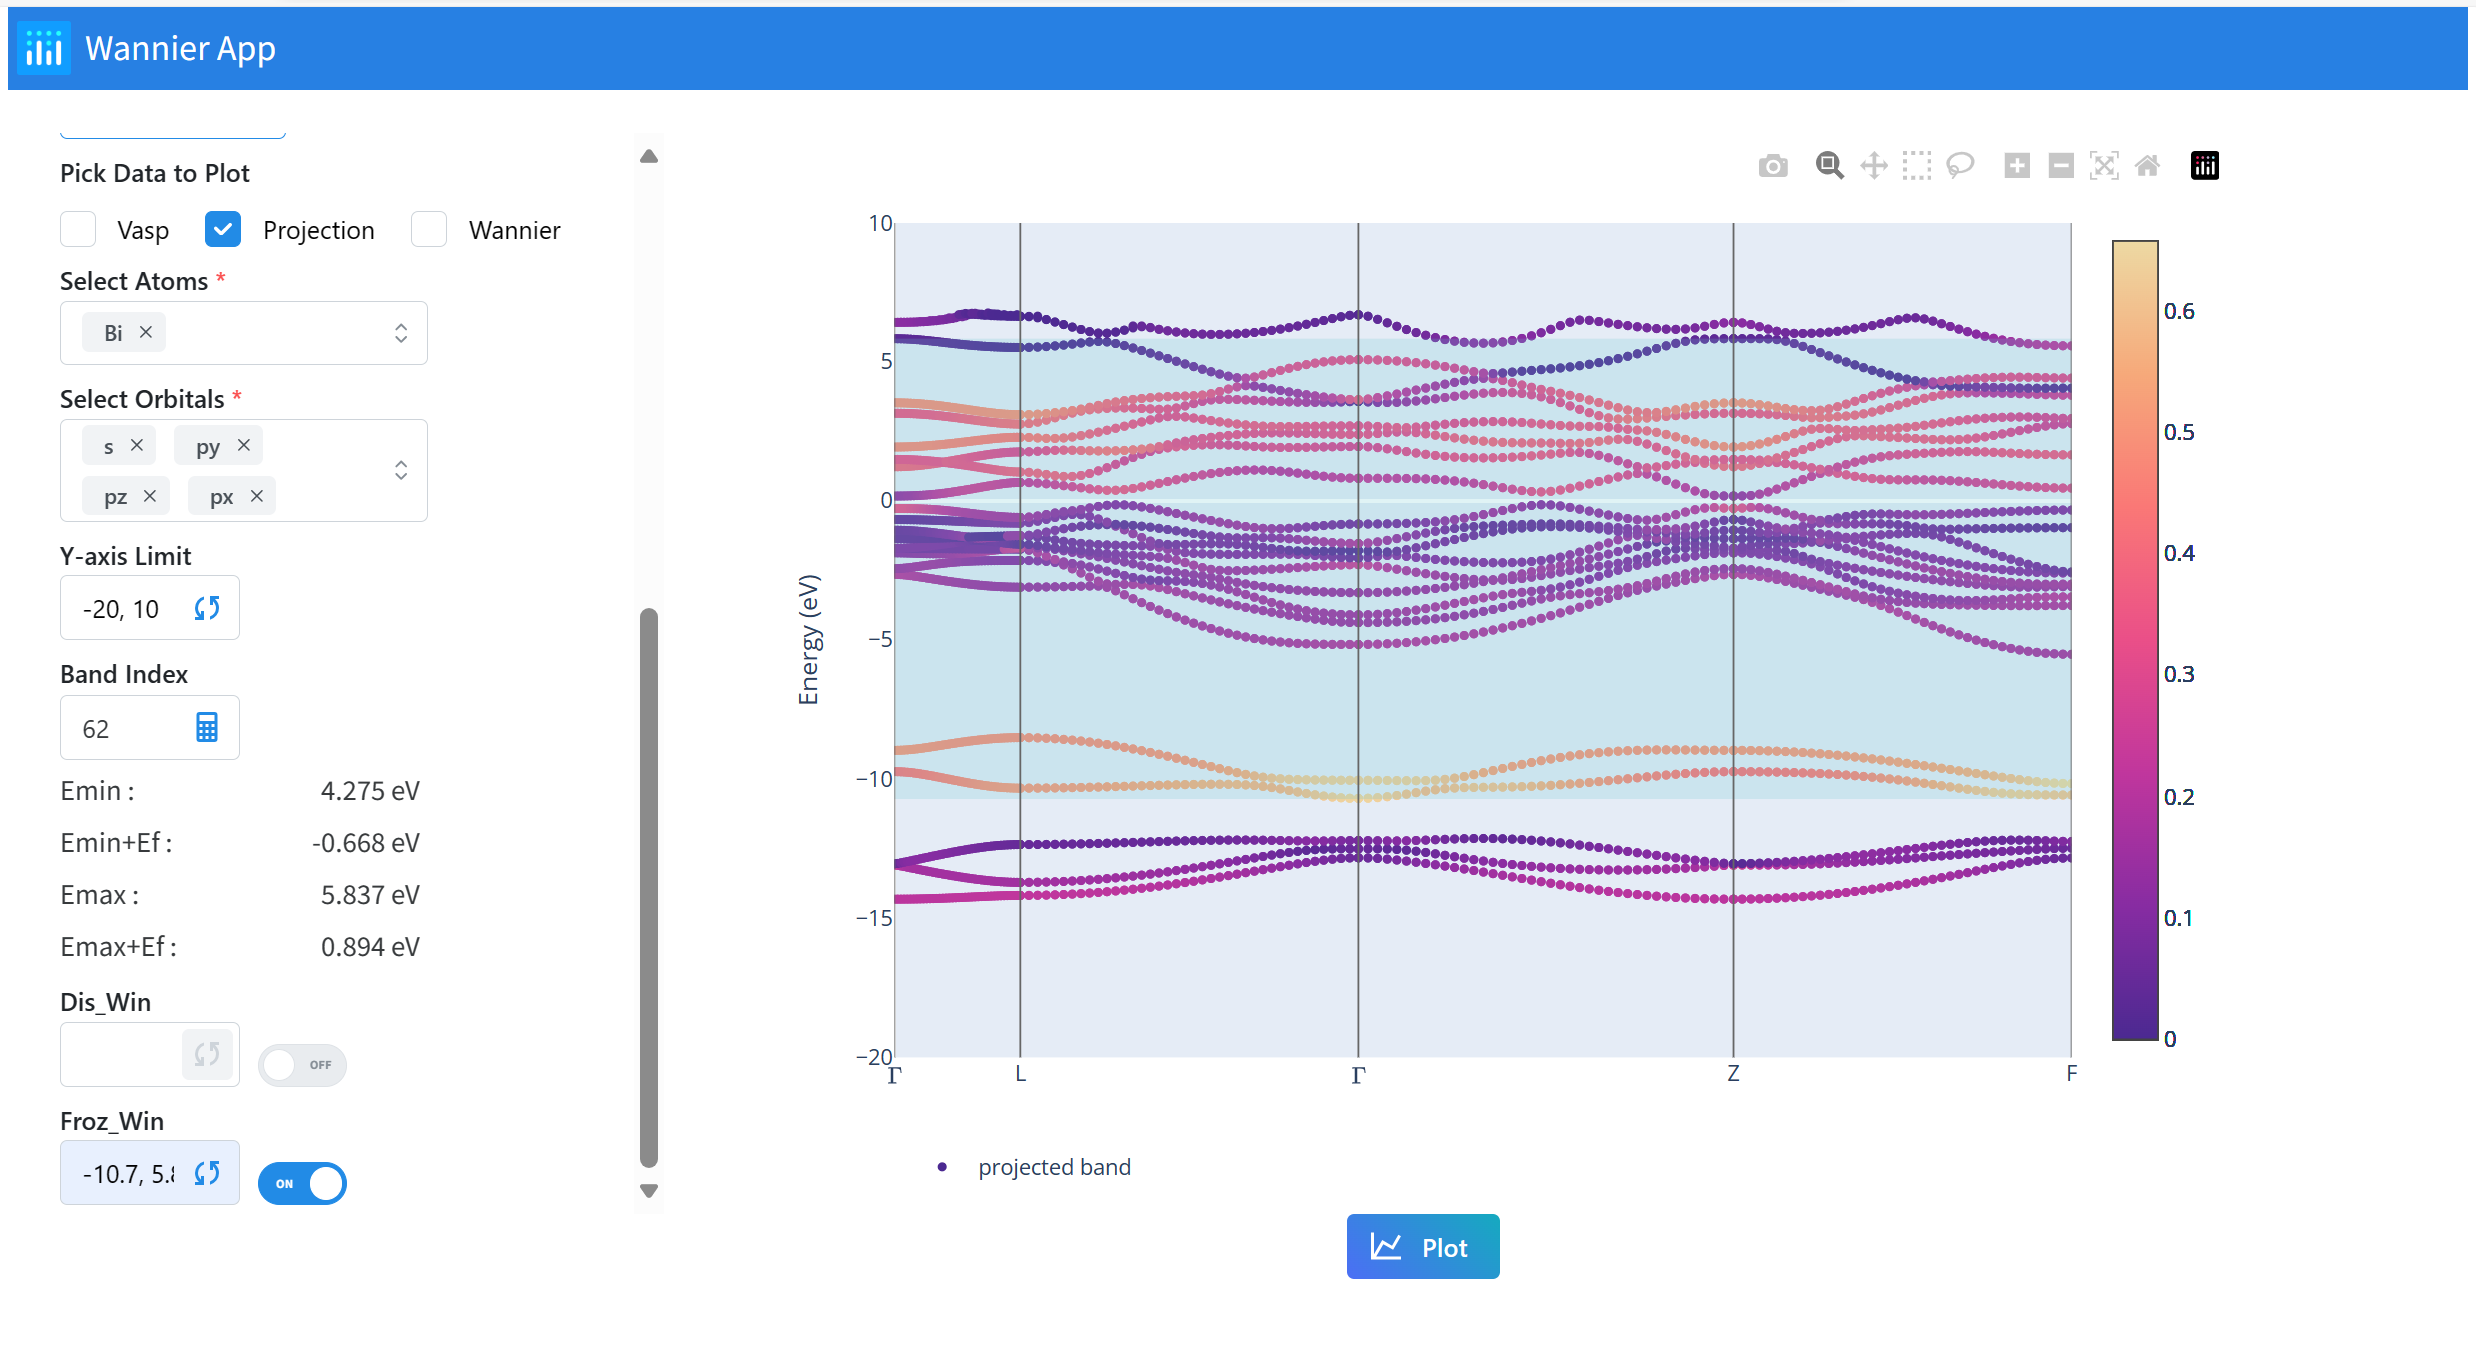 Wannier App
Pick Data to Plot
Vasp
Projection
Wannier
Select Atoms *
Bi
Select Orbitals *
s
py
pz
px
Y-axis Limit
-20, 10
Band Index
62
Emin :
4.275 eV
Emin+Ef :
-0.668 eV
Emax :
5.837 eV
Emax+Ef :
0.894 eV
Dis_Win
OFF
Froz_Win
-10.7, 5.8
ON
Energy (eV)
10
5
0
−5
−10
−15
−20
Γ
L
Γ
Z
F
0.6
0.5
0.4
0.3
0.2
0.1
0
projected band
Plot